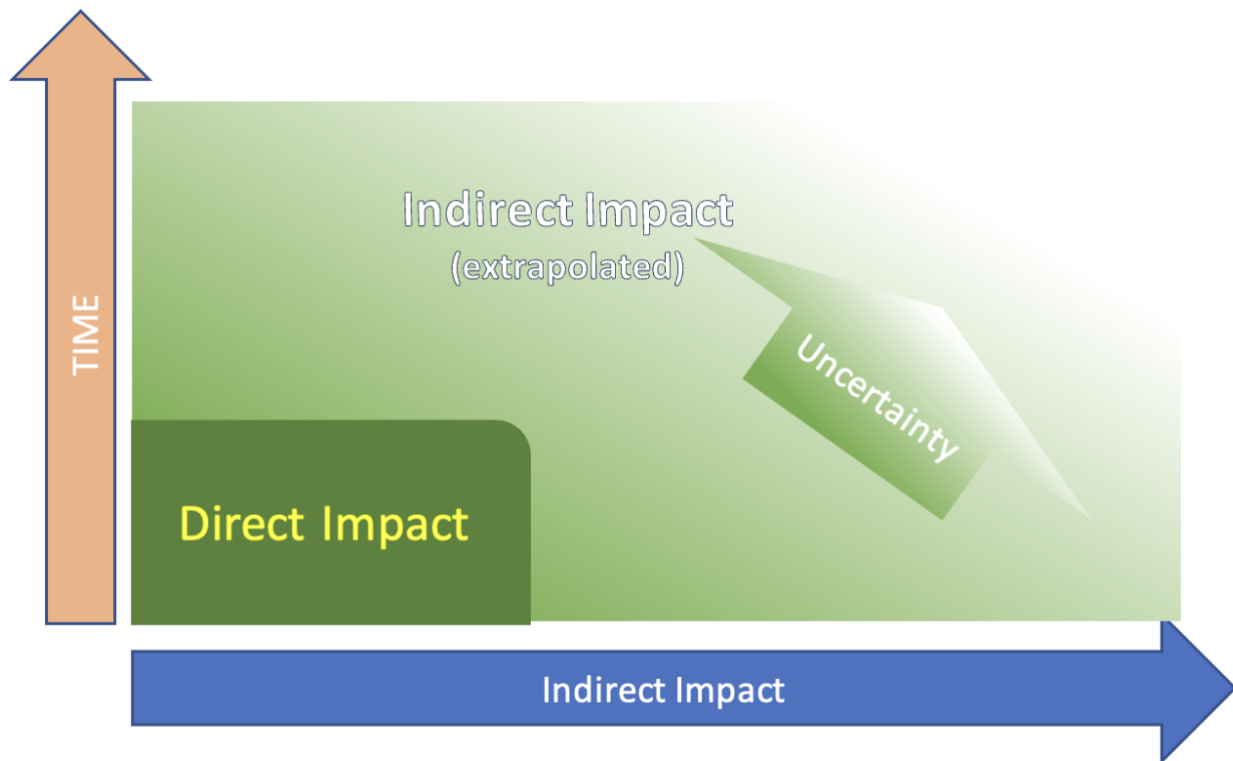 Indirect Impact
(extrapolated)
TIME
Uncertainty
Direct Impact
Indirect Impact